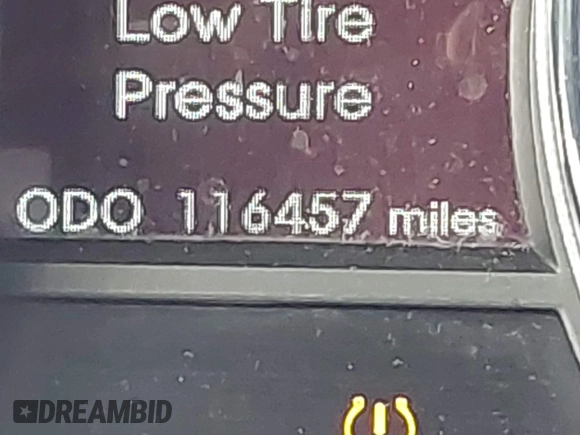 Low Tire
Pressure
ODO 116457 miles
DREAMBID